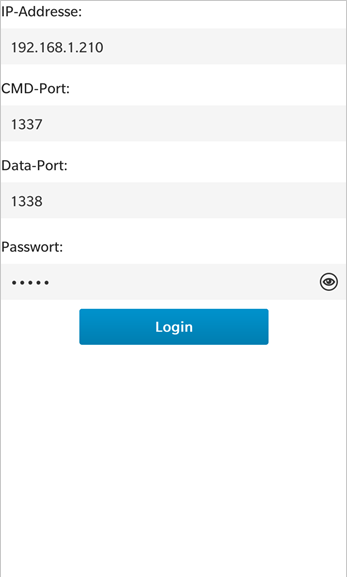 IP-Addresse:
192.168.1.210
CMD-Port:
1337
Data-Port:
1338
Passwort:
•••••
Login